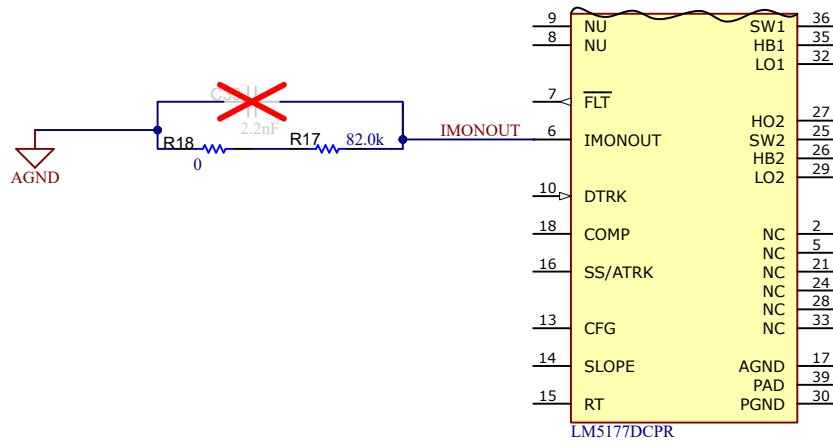 9 NU SW1 36
8 NU HB1 35
LO1 32
7 FLT
HO2 27
6 IMONOUT SW2 25
HB2 26
LO2 29
10 DTRK
18 COMP NC 2
NC 5
16 SS/ATRK NC 21
NC 24
NC 28
13 CFG NC 33
14 SLOPE AGND 17
PAD 39
15 RT PGND 30
LM5177DCPR
IMONOUT
2.2nF
R18
0
R17
82.0k
AGND